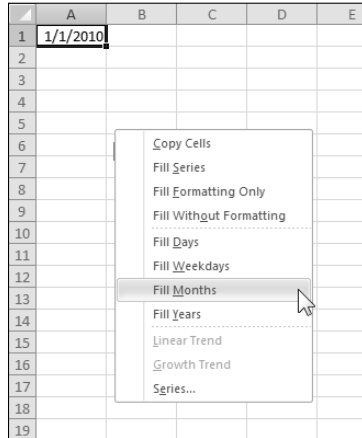 A B C D E
1 1/1/2010
2
3
4
5
6 Copy Cells
7 Fill Series
8 Fill Formatting Only
9 Fill Without Formatting
10 Fill Days
11
12 Fill Weekdays
13 Fill Months
14 Fill Years
15 Linear Trend
16 Growth Trend
17 Series...
18
19